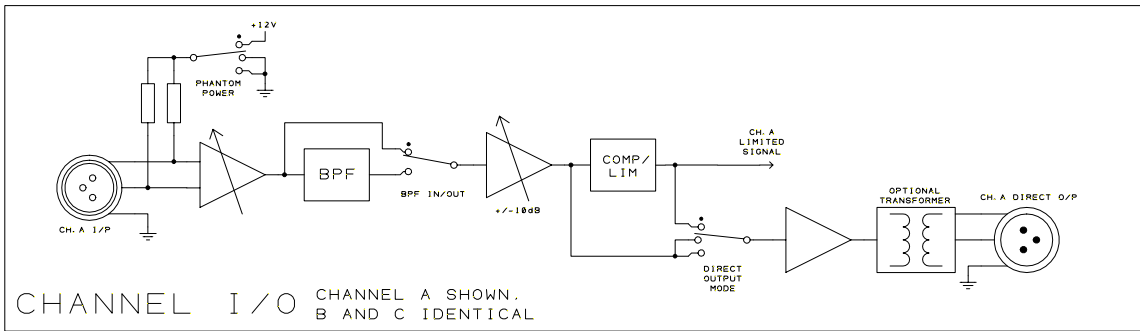 +12V
PHANTOM
POWER
CH. A I/P
BPF
BPF IN/OUT
+/-10dB
COMP/
LIM
CH. A
LIMITED
SIGNAL
DIRECT
OUTPUT
MODE
OPTIONAL
TRANSFORMER
CH. A DIRECT O/P
CHANNEL I/O
CHANNEL A SHOWN.
B AND C IDENTICAL